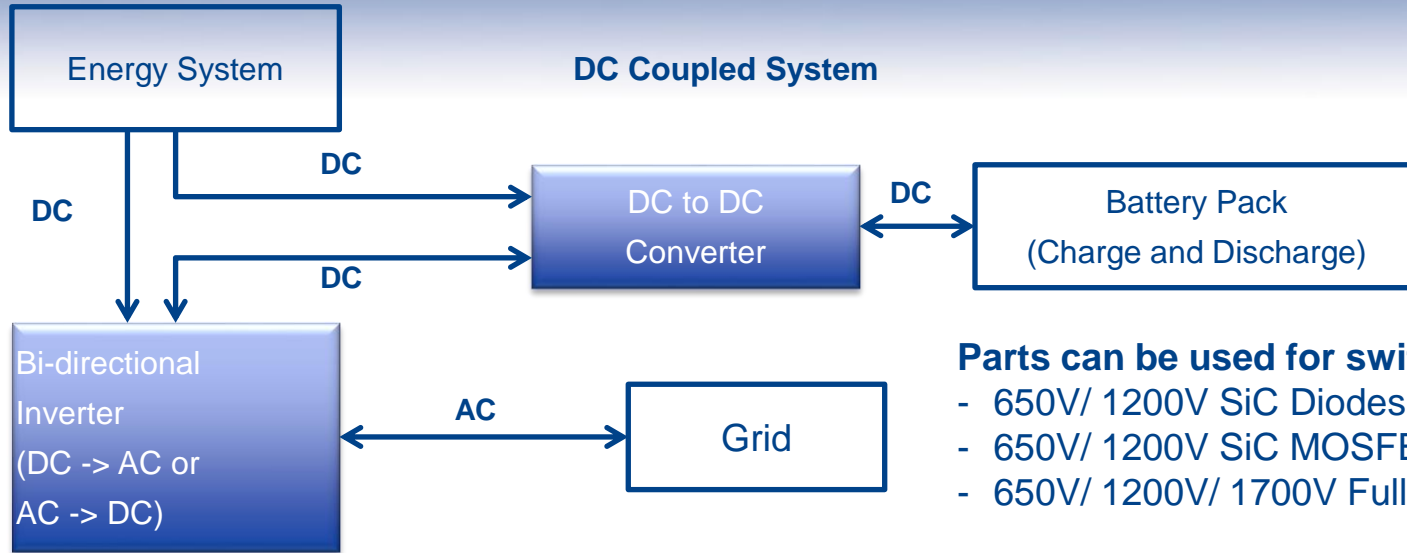 Energy System
DC Coupled System
DC
DC
DC to DC
Converter
DC
Battery Pack
(Charge and Discharge)
DC
Bi-directional
Inverter
(DC -> AC or
AC -> DC)
AC
Grid
Parts can be used for
- 650V/ 1200V SiC Diodes
- 650V/ 1200V SiC
- 650V/ 1200V/ 1700V Full